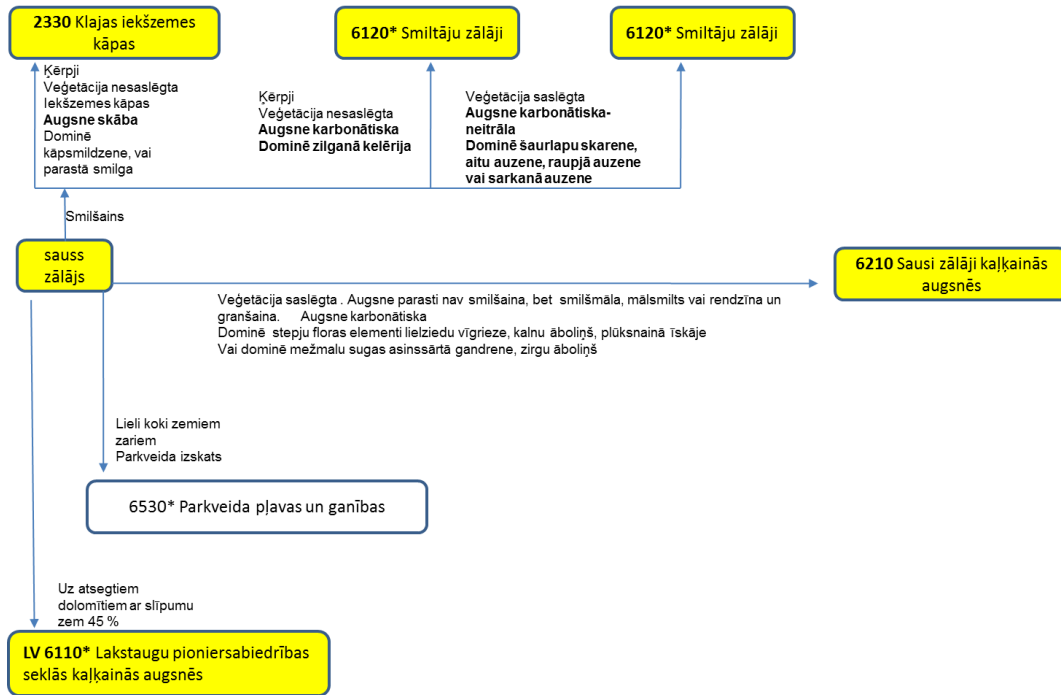 2330 Klajas iekšzemes
kāpas
6120* Smiltāju zālāji
6120* Smiltāju zālāji
Ķērpji
Veģetācija nesaslēgta
Iekšzemes kāpas
Augsne skāba
Dominē
kāpsmildzene, vai
parastā smilga
Ķērpji
Veģetācija nesaslēgta
Augsne karbonātiska
Dominē zilganā kelērija
Veģetācija saslēgta
Augsne karbonātiska-
neitrāla
Dominē šaurlapu skarene,
aitu auzene, raupjā auzene
vai sarkanā auzene
Smilšains
sauss
zālājs
6210 Sausi zālāji kaļķainās
augsnēs
Veģetācija saslēgta . Augsne parasti nav smilšaina, bet smilšmāla, mālsmilts vai rendzīna un
granšaina. Augsne karbonātiska
Dominē stepju floras elementi lielziedu vīgrieze, kalnu āboliņš, plūksnainā īskāje
Vai dominē mežmalu sugas asinssārtā gandrene, zirgu āboliņš
Lieli koki zemiem
zariem
Parkveida izskats
6530* Parkveida pļavas un ganības
Uz atsegtiem
dolomītiem ar slīpumu
zem 45 %
LV 6110* Lakstaugu pioniersabiedrības
seklās kaļķainās augsnēs